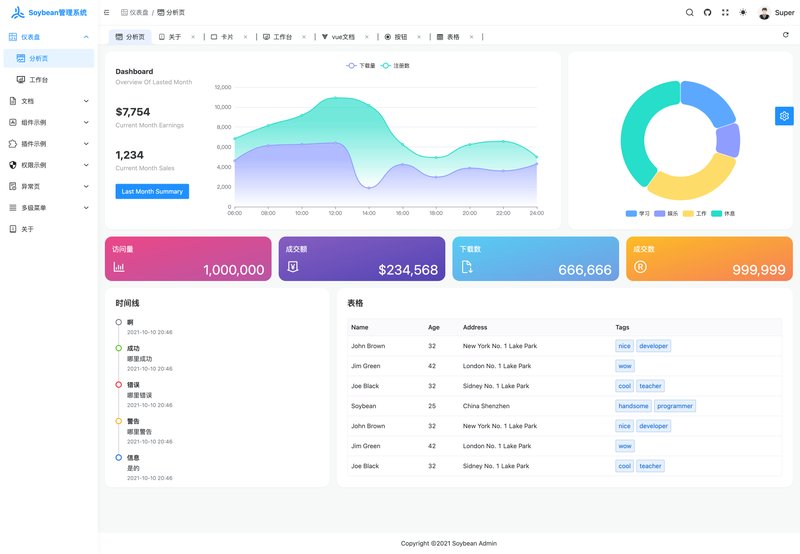 Soybean管理系统
仪表盘 / 分析页
Super
仪表盘
分析页
工作台
文档
组件示例
插件示例
权限示例
异常页
多级菜单
关于
分析页 关于 卡片 工作台 vue文档 按钮 表格
Dashboard
Overview Of Lasted Month
$7,754
Current Month Earnings
1,234
Current Month Sales
Last Month Summary
下载量 注册数
12,000
10,000
8,000
6,000
4,000
2,000
0
06:00 08:00 10:00 12:00 14:00 16:00 18:00 20:00 22:00 24:00
学习 娱乐 工作 休息
访问量
1,000,000
成交额
$234,568
下载数
666,666
成交数
999,999
时间线
啊
2021-10-10 20:46
成功
哪里成功
2021-10-10 20:46
错误
哪里错误
2021-10-10 20:46
警告
哪里警告
2021-10-10 20:46
信息
是的
2021-10-10 20:46
表格
Name Age Address Tags
John Brown 32 New York No. 1 Lake Park nice developer
Jim Green 42 London No. 1 Lake Park wow
Joe Black 32 Sidney No. 1 Lake Park cool teacher
Soybean 25 China Shenzhen handsome programmer
John Brown 32 New York No. 1 Lake Park nice developer
Jim Green 42 London No. 1 Lake Park wow
Joe Black 32 Sidney No. 1 Lake Park cool teacher
Copyright ©2021 Soybean Admin